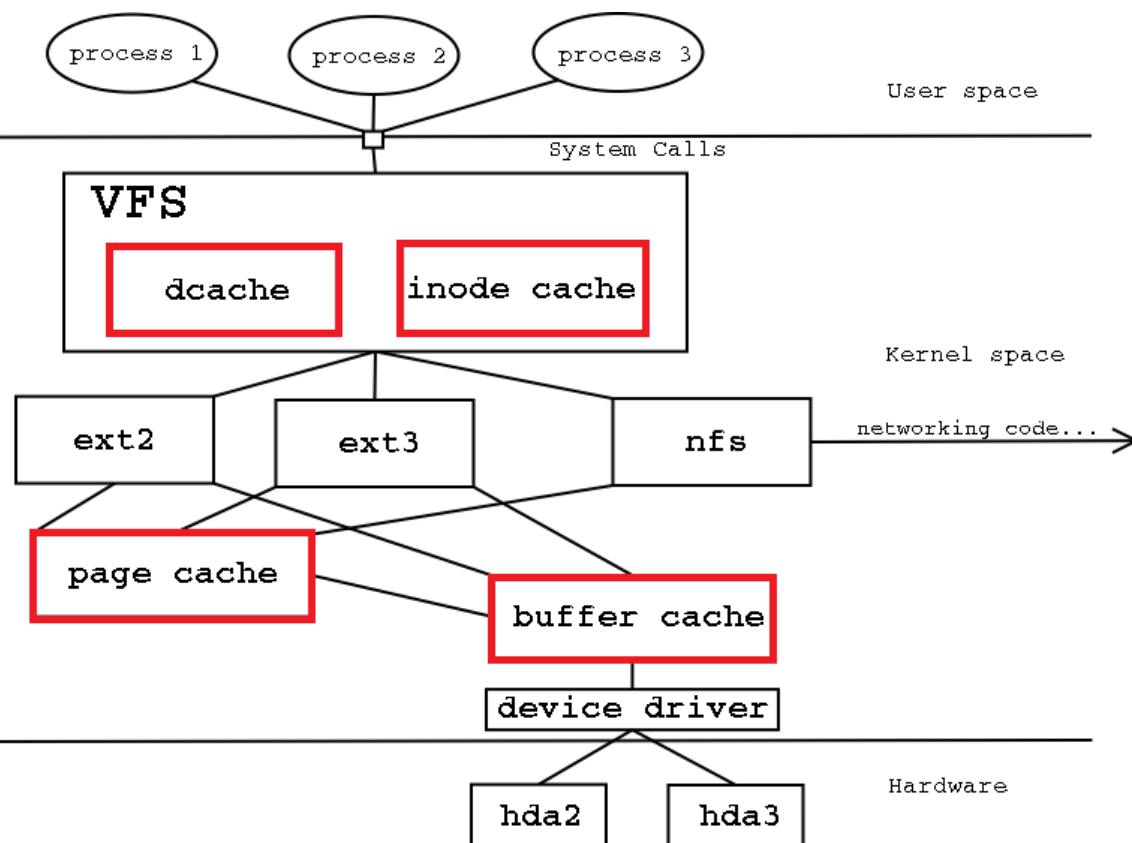 process 1
process 2
process 3
User space
System Calls
VFS
dcache
inode cache
Kernel space
ext2
ext3
nfs
networking code...
page cache
buffer cache
device driver
Hardware
hda2
hda3